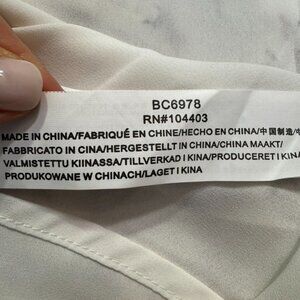 BC6978
RN#104403
MADE IN CHINA/FABRIQUÉ EN CHINE/HECHO EN CHINA/中国制造/
FABBRICATO IN CINA/HERGESTELLT IN CHINA/CHINA MAAKT/
VALMISTETTU KIINASSA/TILLVERKAD I KINA/PRODUCERET I KINA/
PRODUKOWANE W CHINACH/LAGET I KINA